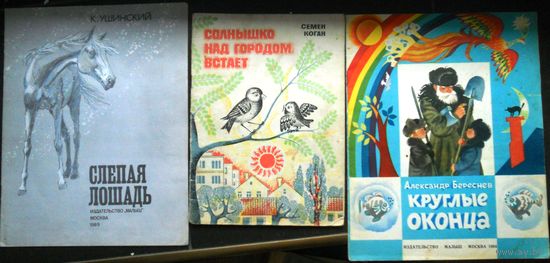 К. УШИНСКИЙ
СЛЕПАЯ
ЛОШАДЬ
ИЗДАТЕЛЬСТВО „МАЛЫШ"
МОСКВА
СЕМЕН
КОГАН
СОЛНЫШКО
НАД ГОРОДОМ
ВСТАЕТ
Александр Береснев
КРУГЛЫЕ
ОКОНЦА
ИЗДАТЕЛЬСТВО МАЛЫШ · МОСКВА